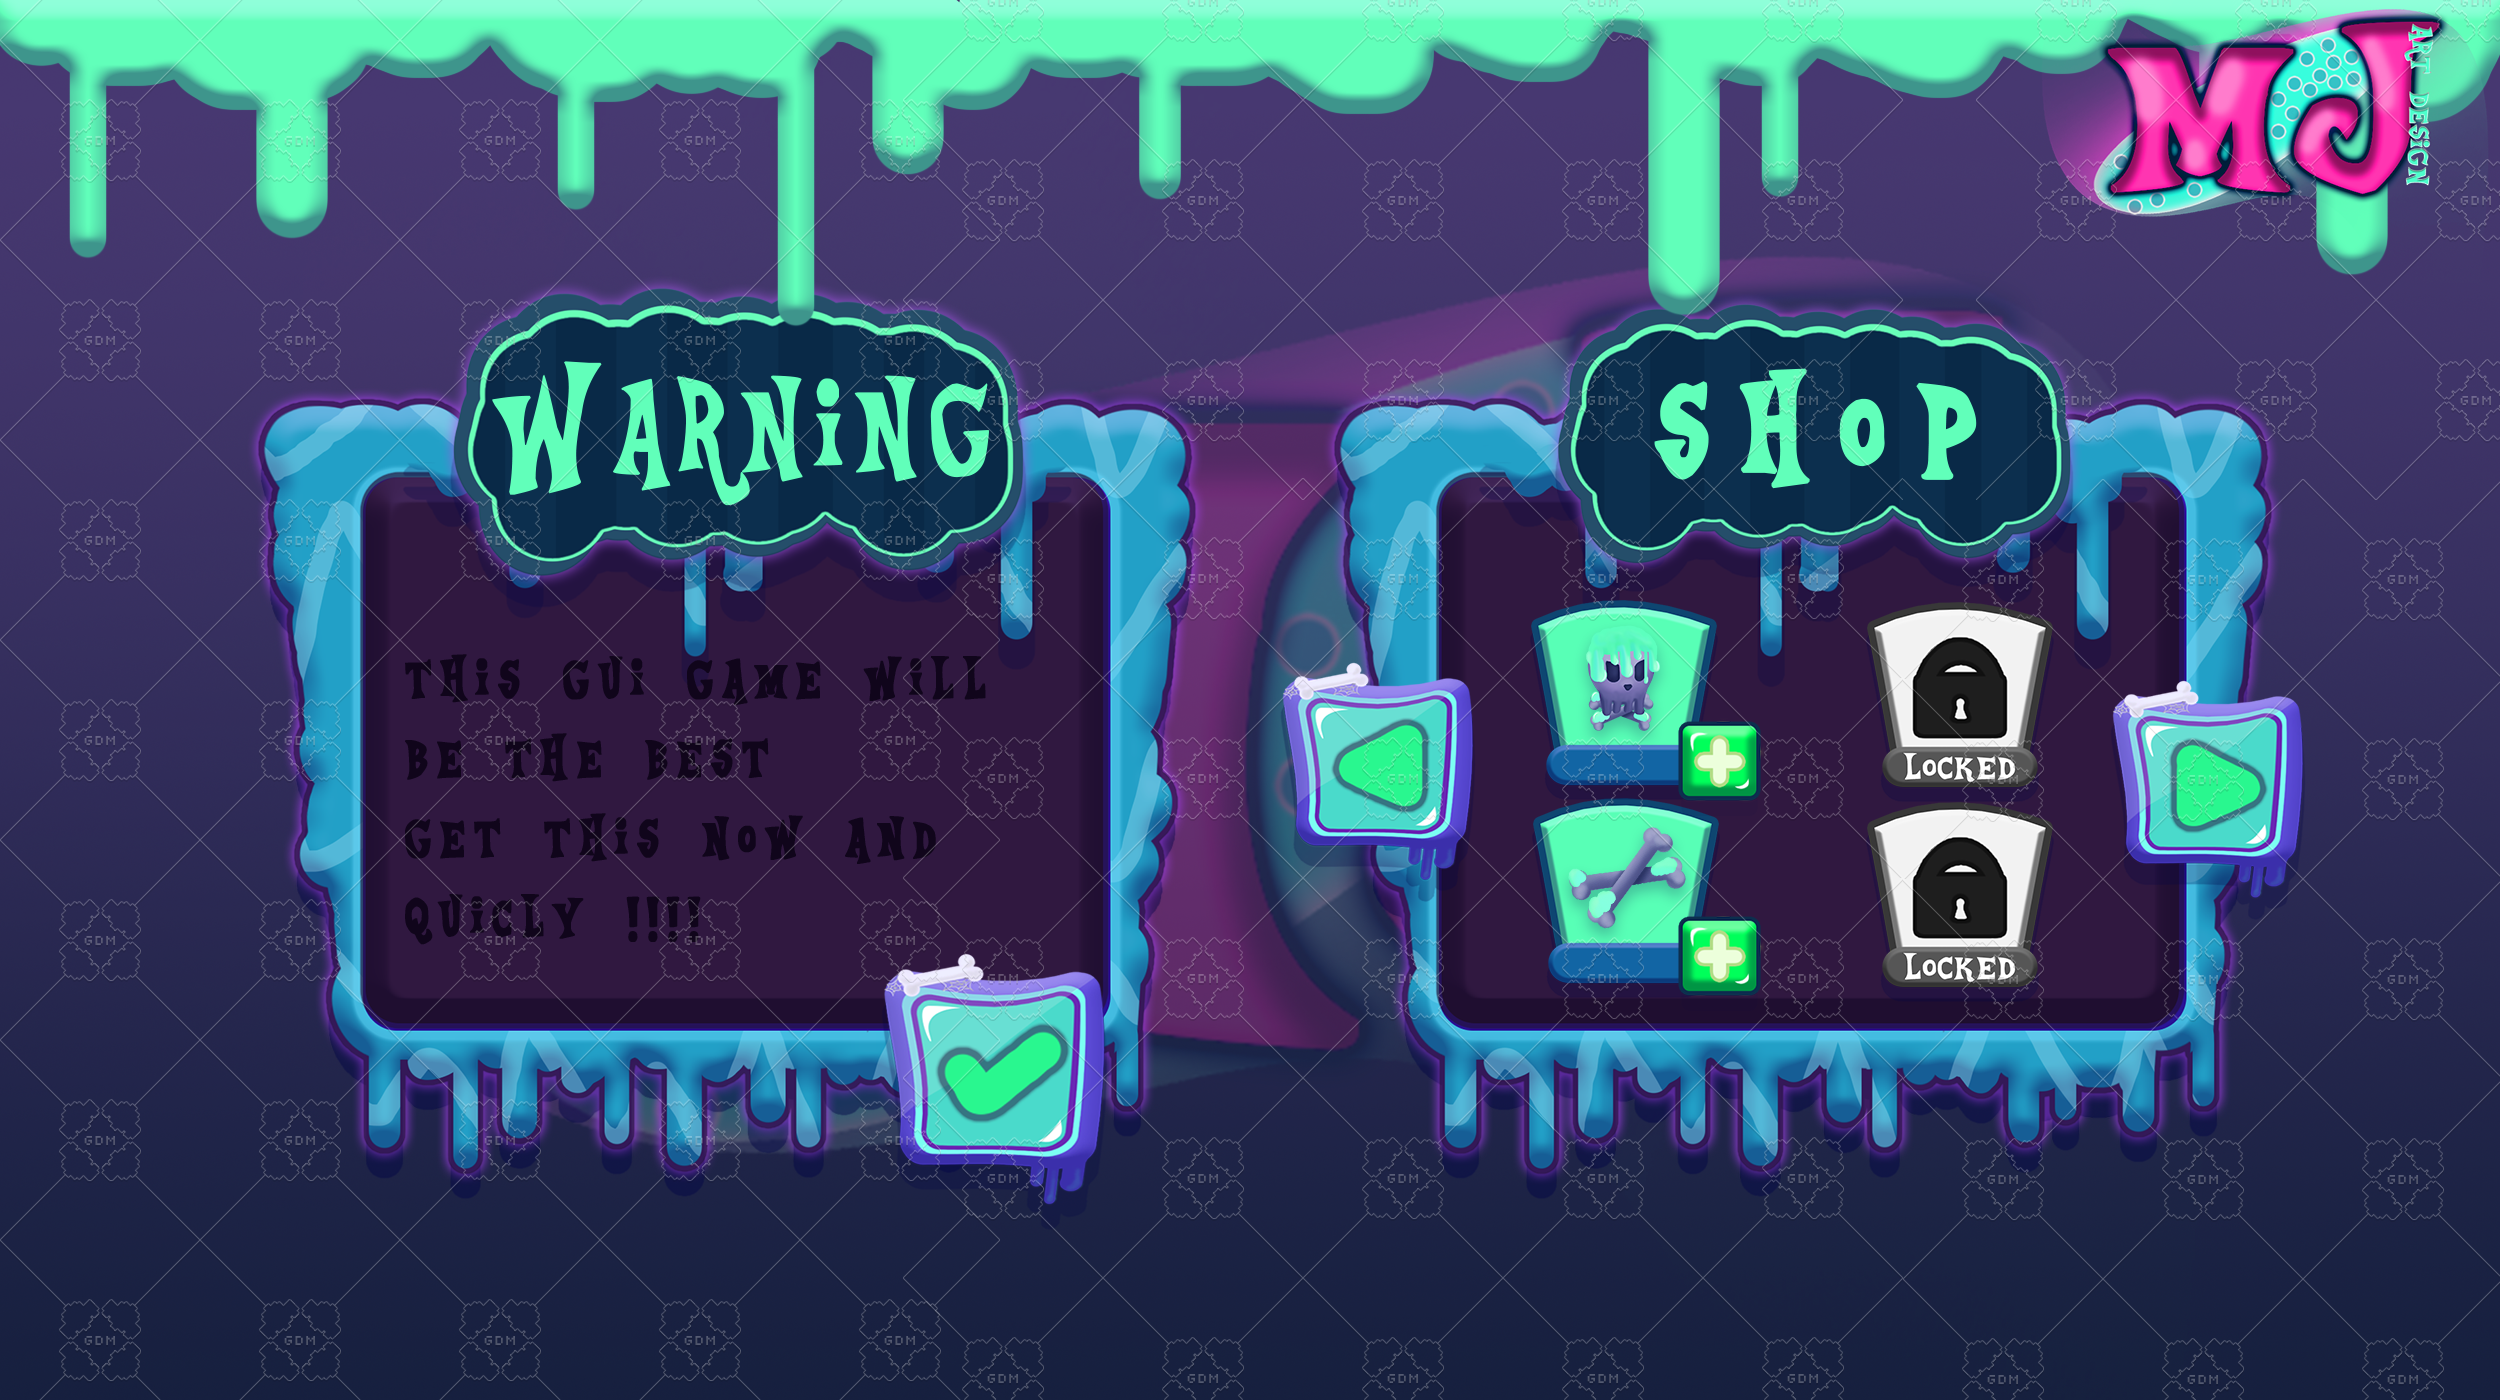 MJ
ART DESiGN
WARNiNG
SHoP
THiS GUi GAME WiLL
BE THE BEST
GET THiS NoW AND
QUiCLY !!!!
LoCKED
LoCKED
GDM